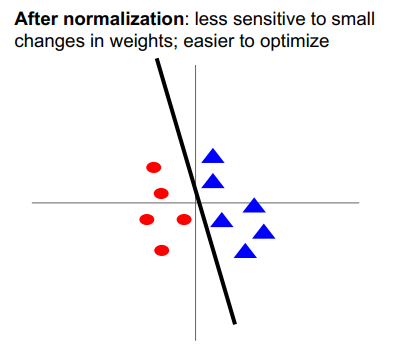 After normalization: less sensitive to small
changes in weights; easier to optimize